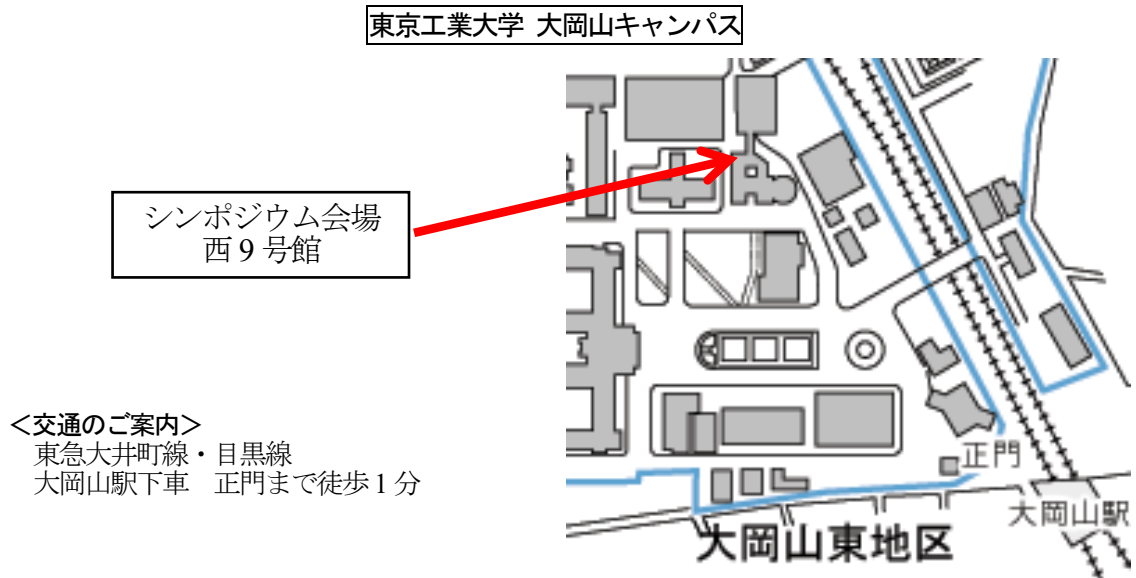 東京工業大学 大岡山キャンパス
シンポジウム会場
西9号館
＜交通のご案内＞
東急大井町線・目黒線
大岡山駅下車　正門まで徒歩1分
正門
大岡山駅
大岡山東地区